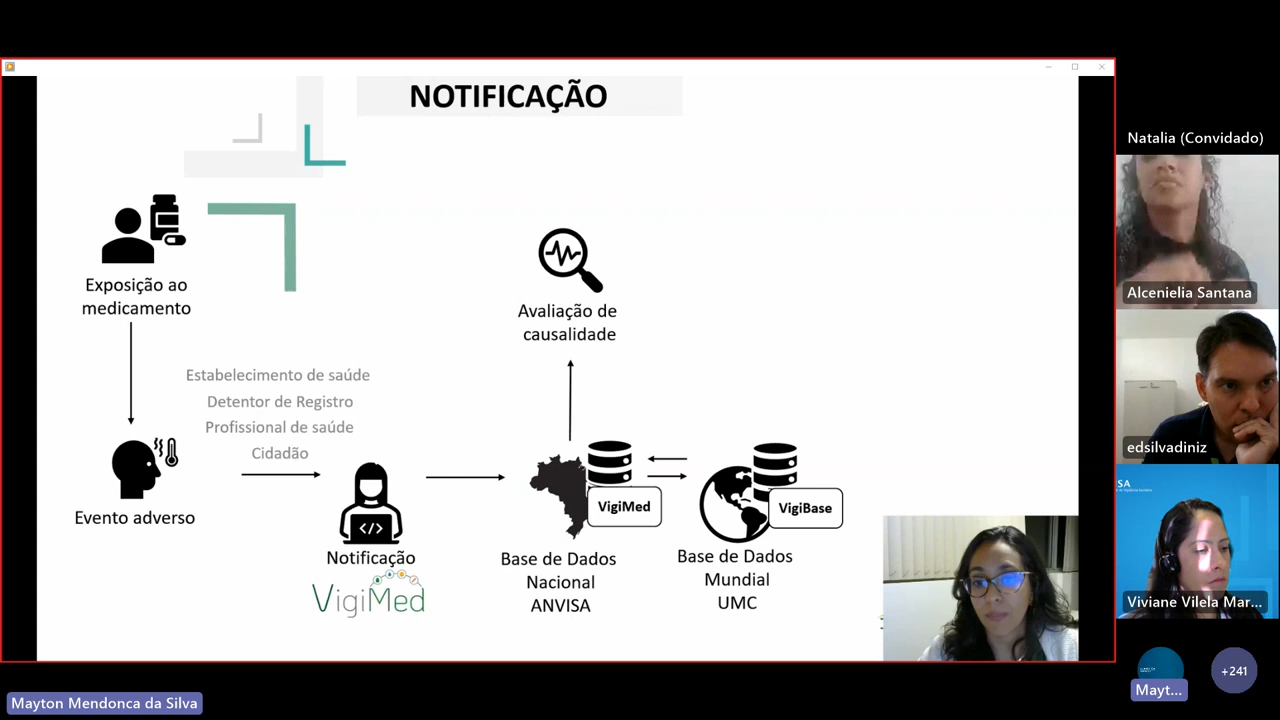 NOTIFICAÇÃO
Exposição ao
medicamento
Avaliação de
causalidade
Estabelecimento de saúde
Detentor de Registro
Profissional de saúde
Cidadão
Evento adverso
Notificação
VigiMed
VigiMed
Base de Dados
Nacional
ANVISA
VigiBase
Base de Dados
Mundial
UMC
Natalia (Convidado)
Alcenielia Santana
edsilvadiniz
Viviane Vilela Mar...
Mayt...
+241
Mayton Mendonca da Silva